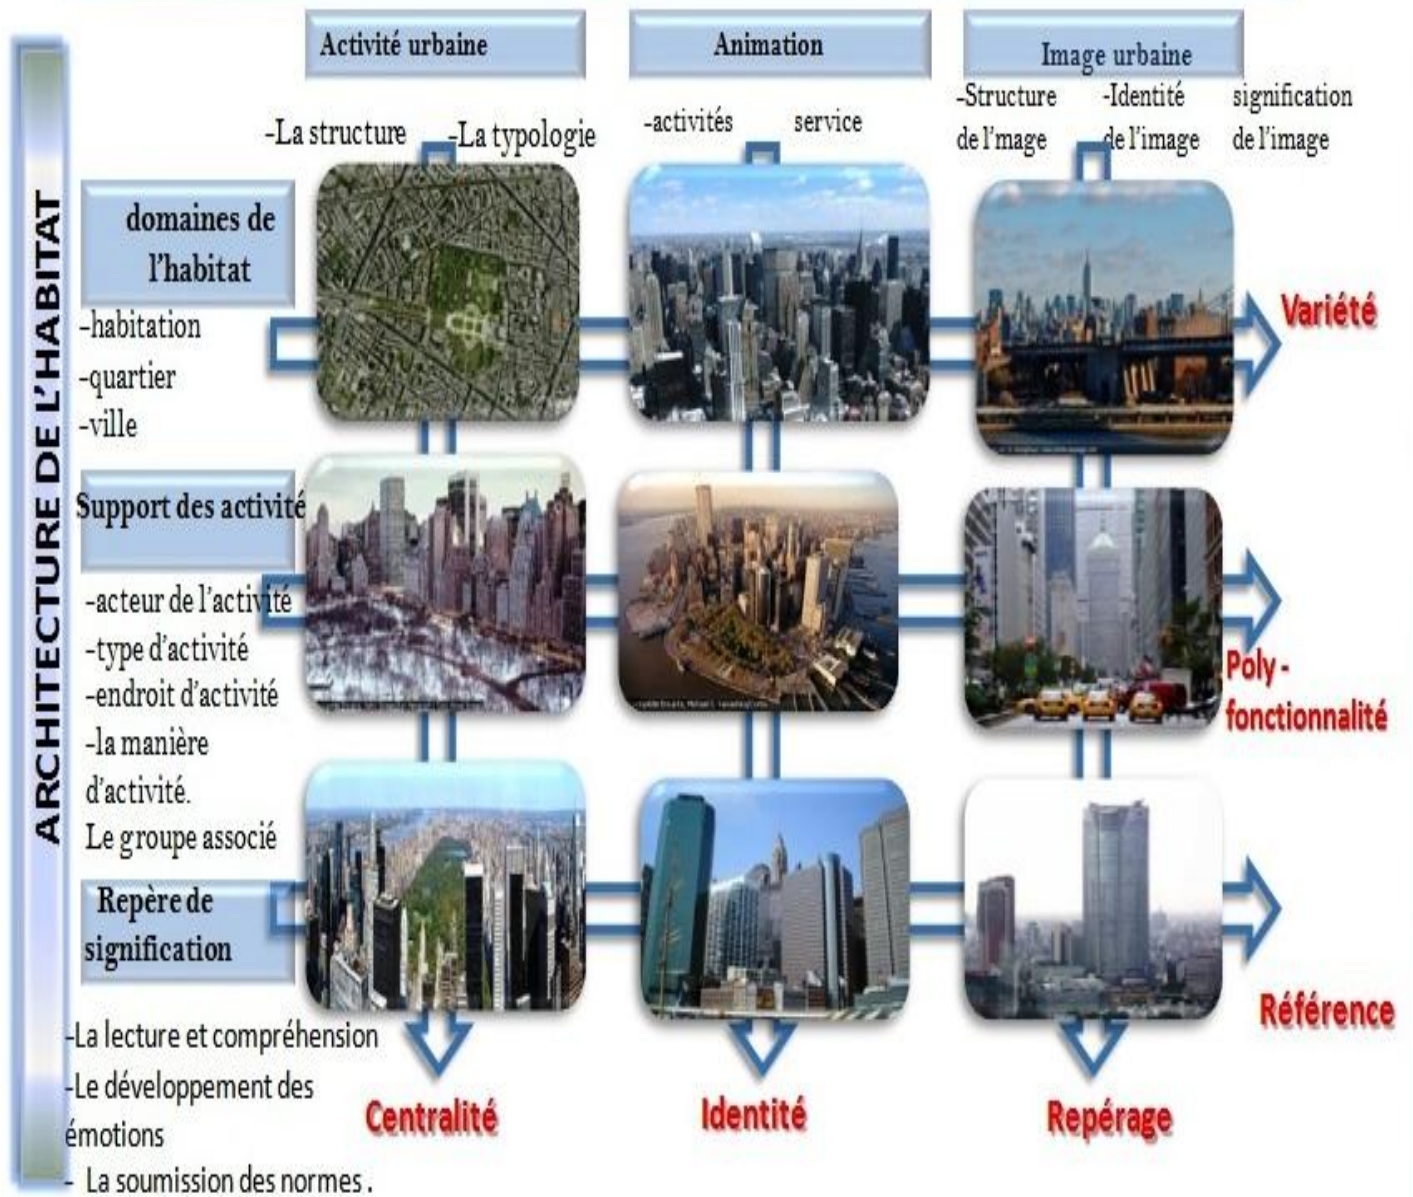 Activité urbaine
Animation
Image urbaine
-La structure
-La typologie
-activités
service
-Structure
de l'mage
-Identité
de l'image
signification
de l'image
ARCHITECTURE DE L'HABITAT
domaines de
l'habitat
-habitation
-quartier
-ville
Variété
Support des activité
-acteur de l'activité
-type d'activité
-endroit d'activité
-la manière
d'activité.
Le groupe associé
Poly -
fonctionnalité
Repère de
signification
-La lecture et compréhension
-Le développement des
émotions
- La soumission des normes .
Référence
Centralité
Identité
Repérage